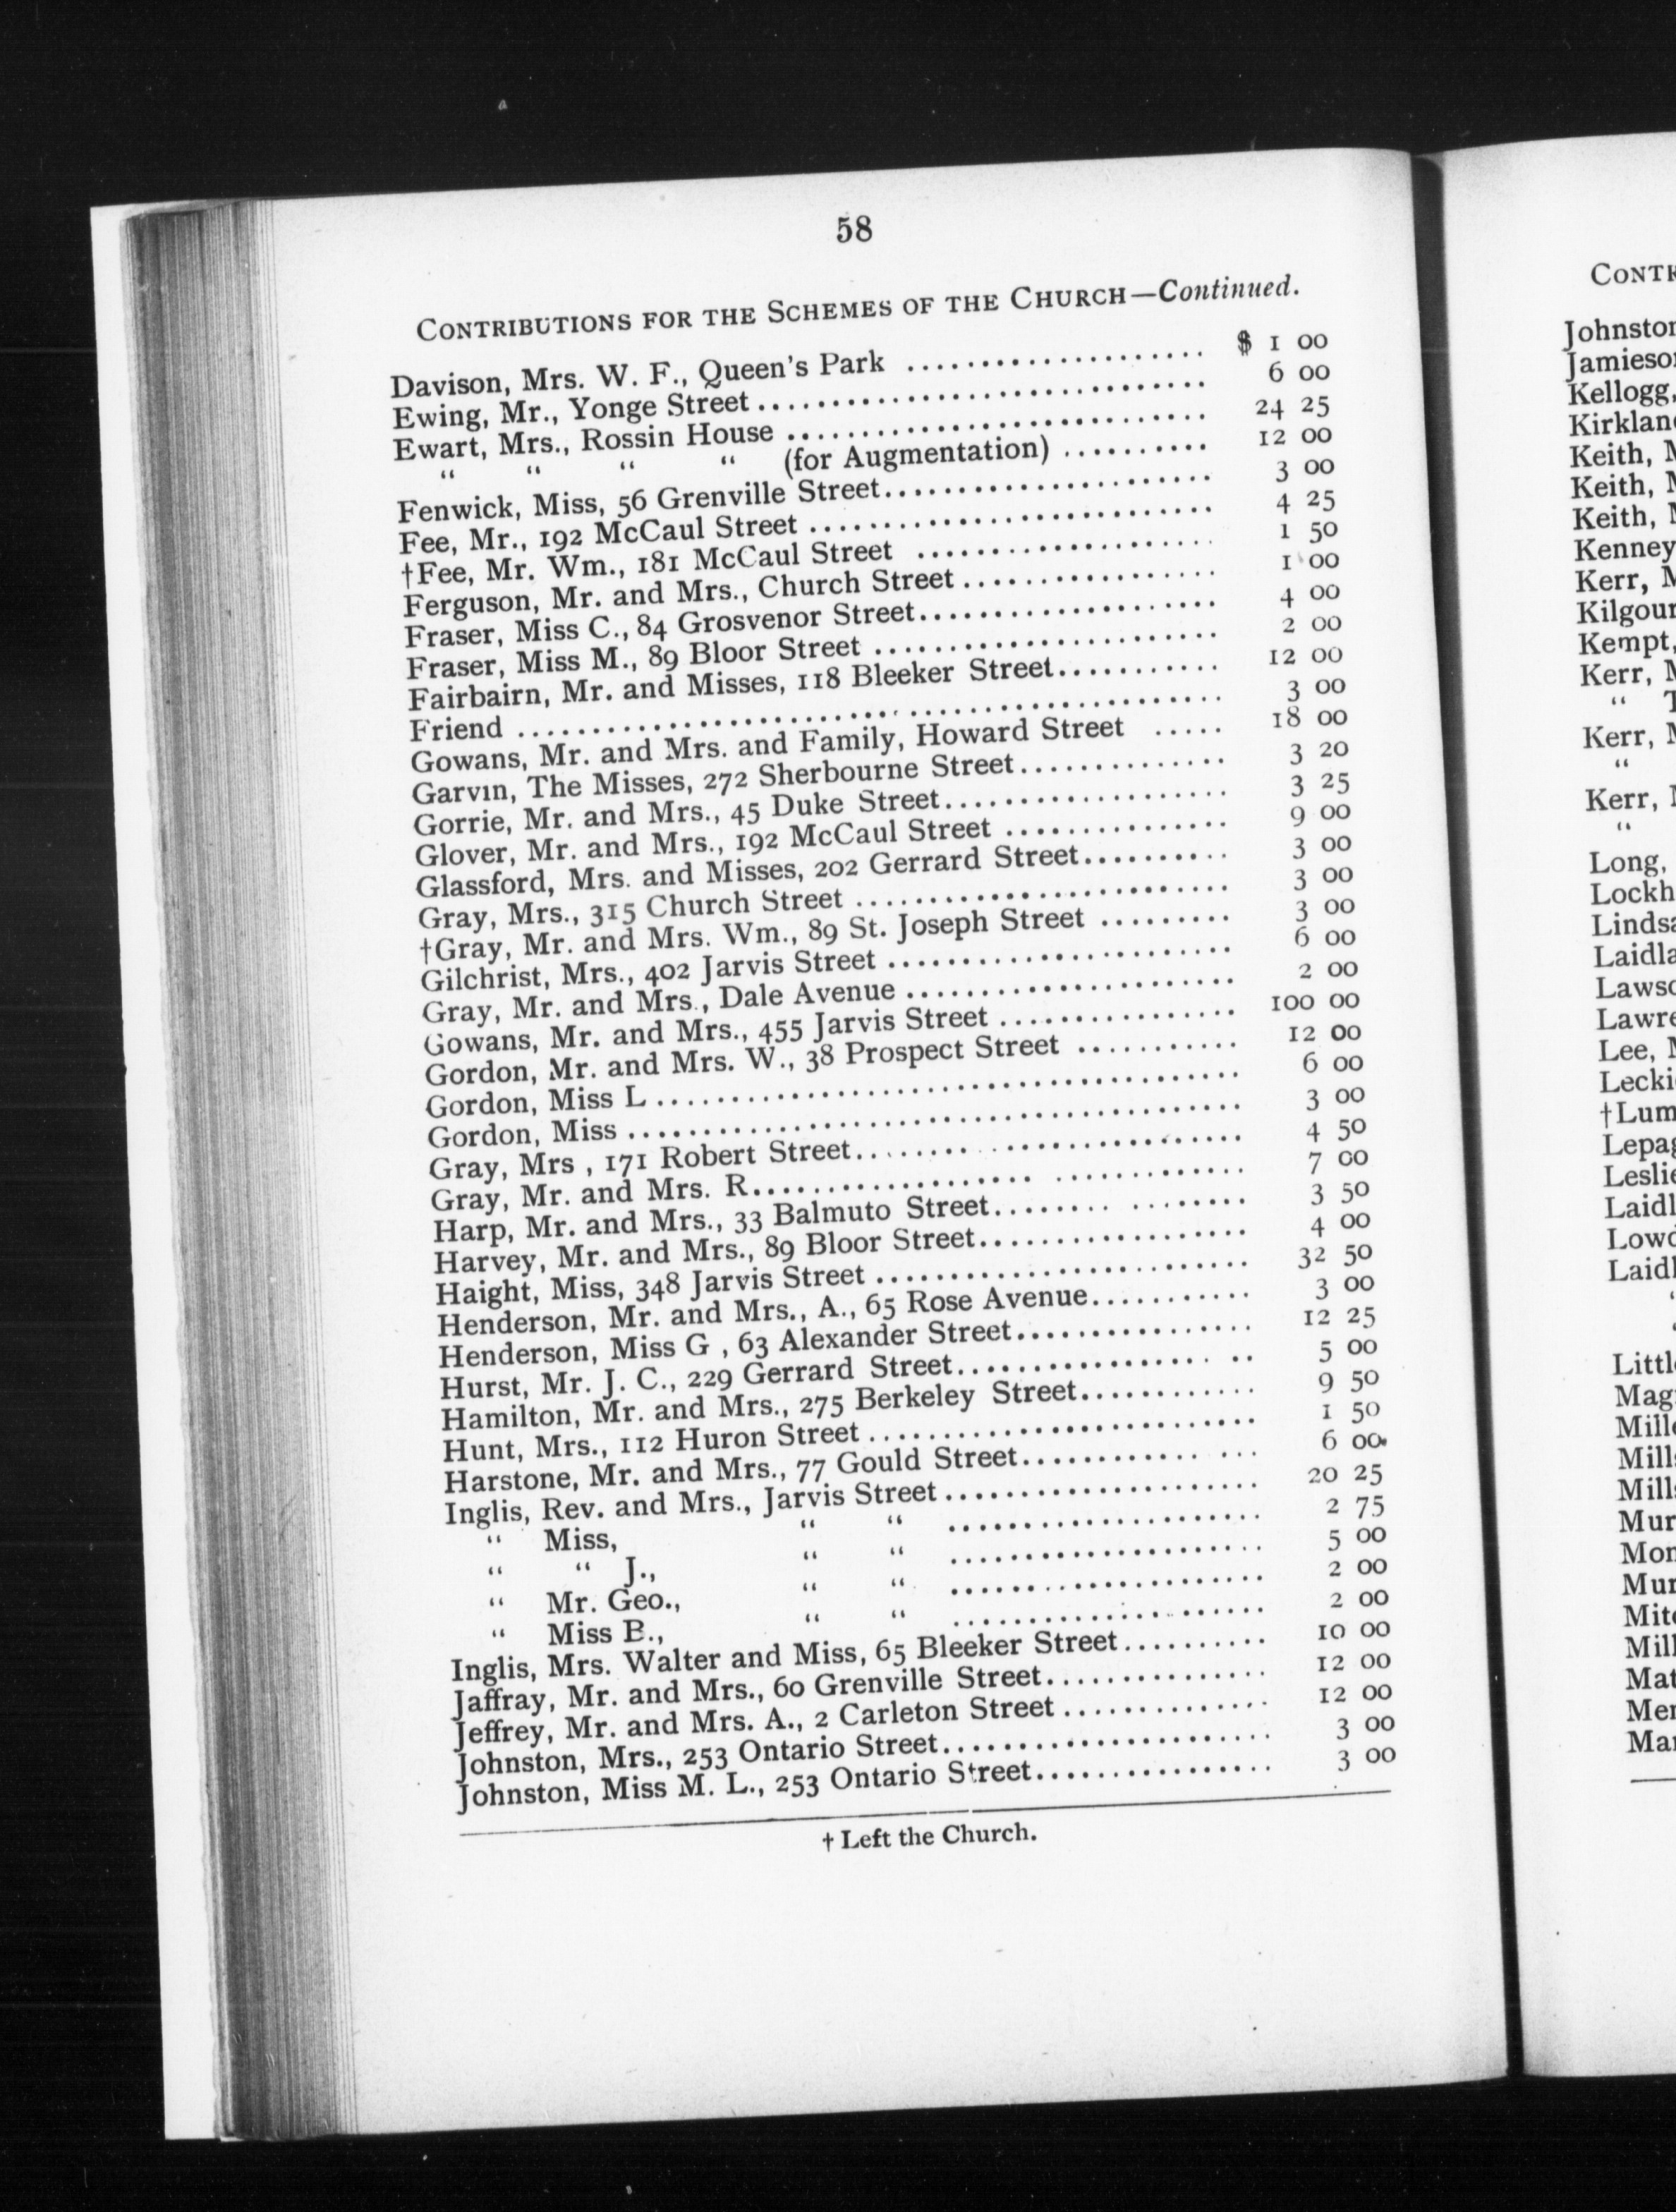 58
CONTRIBUTIONS FOR THE SCHEMES OF THE CHURCH—Continued.
Davison, Mrs. W. F., Queen's Park .................... $ 1 00
Ewing, Mr., Yonge Street.............................. 6 00
Ewart, Mrs., Rossin House ............................ 24 25
" " " " (for Augmentation) .......... 12 00
Fenwick, Miss, 56 Grenville Street...................... 3 00
Fee, Mr., 192 McCaul Street ........................... 4 25
†Fee, Mr. Wm., 181 McCaul Street .................... 1 50
Ferguson, Mr. and Mrs., Church Street................. 1 00
Fraser, Miss C., 84 Grosvenor Street.................... 4 00
Fraser, Miss M., 89 Bloor Street ....................... 2 00
Fairbairn, Mr. and Misses, 118 Bleeker Street........... 12 00
Friend ................................................ 3 00
Gowans, Mr. and Mrs. and Family, Howard Street ..... 18 00
Garvin, The Misses, 272 Sherbourne Street.............. 3 20
Gorrie, Mr. and Mrs., 45 Duke Street................... 3 25
Glover, Mr. and Mrs., 192 McCaul Street ............... 9 00
Glassford, Mrs. and Misses, 202 Gerrard Street.......... 3 00
Gray, Mrs., 315 Church Street ......................... 3 00
†Gray, Mr. and Mrs. Wm., 89 St. Joseph Street ......... 3 00
Gilchrist, Mrs., 402 Jarvis Street ....................... 6 00
Gray, Mr. and Mrs., Dale Avenue ...................... 2 00
Gowans, Mr. and Mrs., 455 Jarvis Street ................ 100 00
Gordon, Mr. and Mrs. W., 38 Prospect Street ........... 12 00
Gordon, Miss L ....................................... 6 00
Gordon, Miss ......................................... 3 00
Gray, Mrs , 171 Robert Street.......................... 4 50
Gray, Mr. and Mrs. R................................. 7 00
Harp, Mr. and Mrs., 33 Balmuto Street................ 3 50
Harvey, Mr. and Mrs., 89 Bloor Street.................. 4 00
Haight, Miss, 348 Jarvis Street ......................... 32 50
Henderson, Mr. and Mrs., A., 65 Rose Avenue........... 3 00
Henderson, Miss G , 63 Alexander Street................ 12 25
Hurst, Mr. J. C., 229 Gerrard Street................... 5 00
Hamilton, Mr. and Mrs., 275 Berkeley Street............ 9 50
Hunt, Mrs., 112 Huron Street .......................... 1 50
Harstone, Mr. and Mrs., 77 Gould Street............ ... 6 00
Inglis, Rev. and Mrs., Jarvis Street ..................... 20 25
" Miss, " " ..................... 2 75
" " J., " " ..................... 5 00
" Mr. Geo., " " ..................... 2 00
" Miss B., " " ..................... 2 00
Inglis, Mrs. Walter and Miss, 65 Bleeker Street.......... 10 00
Jaffray, Mr. and Mrs., 60 Grenville Street............... 12 00
Jeffrey, Mr. and Mrs. A., 2 Carleton Street .............. 12 00
Johnston, Mrs., 253 Ontario Street...................... 3 00
Johnston, Miss M. L., 253 Ontario Street................ 3 00
† Left the Church.
Kellogg,
Keith,
Keith,
Keith,
Kenney
Kerr,
Kempt,
Kerr,
"
Kerr,
"
Kerr,
"
Long,
Lee,